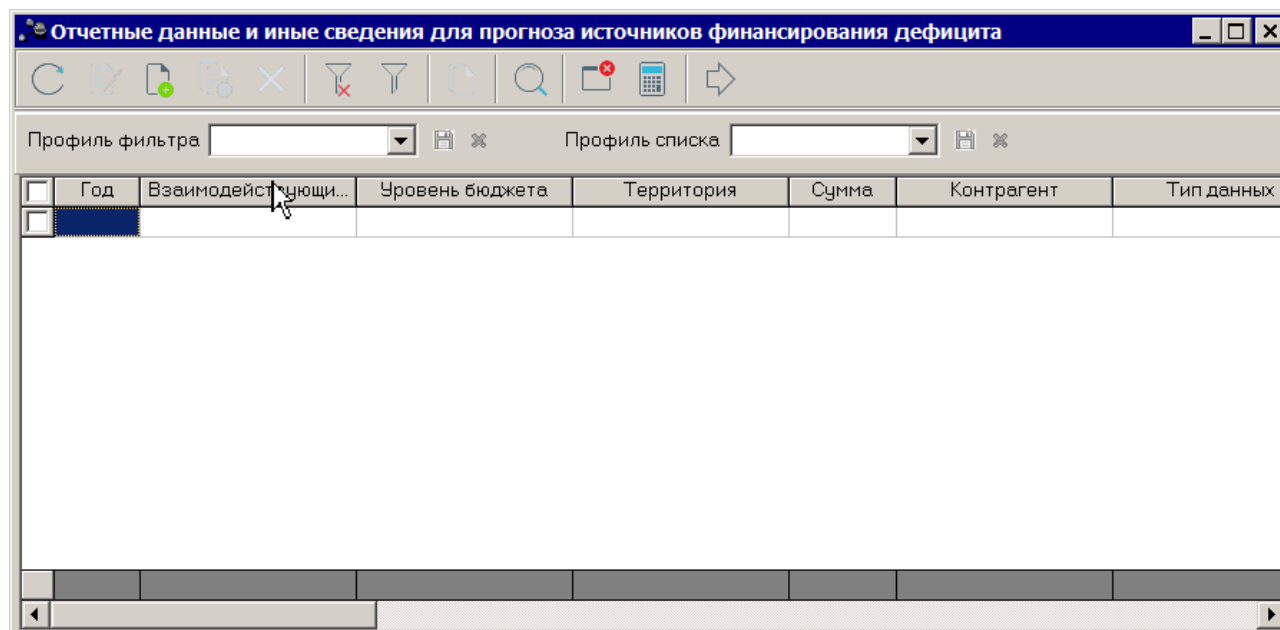 Отчетные данные и иные сведения для прогноза источников финансирования дефицита
Профиль фильтра Профиль списка
Год Взаимодействующи... Уровень бюджета Территория Сумма Контрагент Тип данных